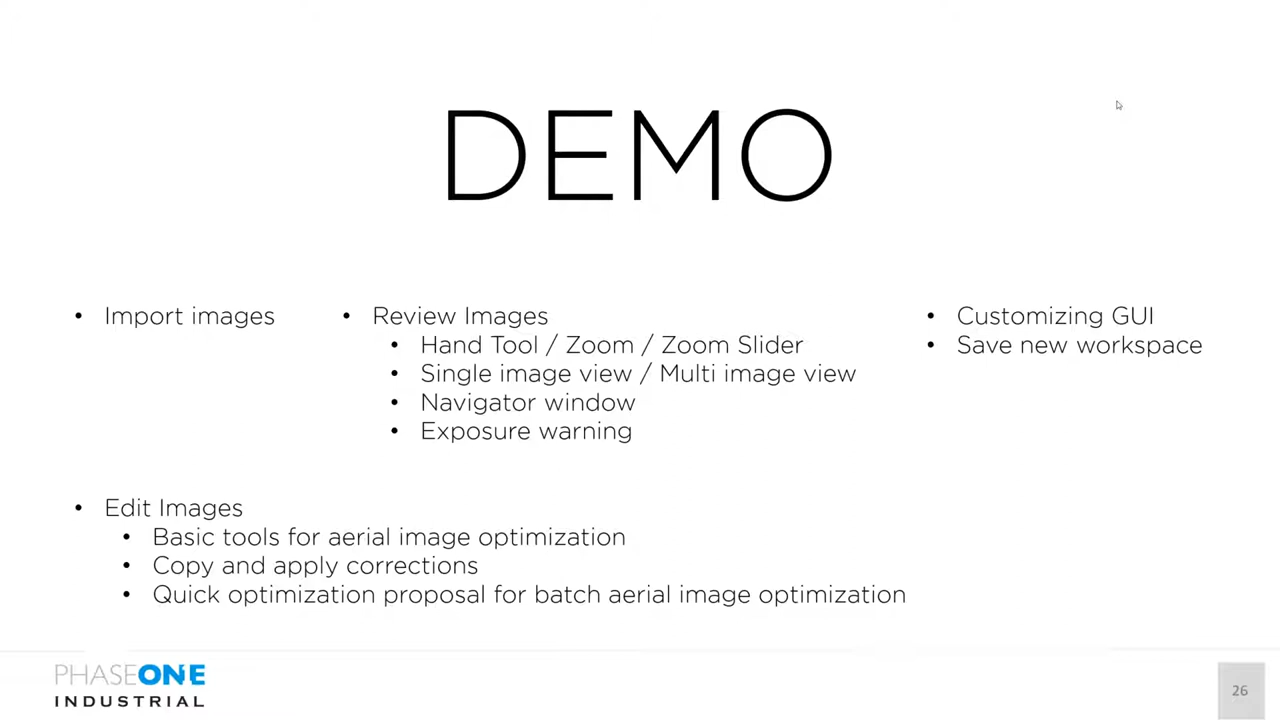 DEMO
• Import images
• Review Images
• Hand Tool / Zoom / Zoom Slider
• Single image view / Multi image view
• Navigator window
• Exposure warning
• Customizing GUI
• Save new workspace
• Edit Images
• Basic tools for aerial image optimization
• Copy and apply corrections
• Quick optimization proposal for batch aerial image optimization
PHASEONE
INDUSTRIAL
26